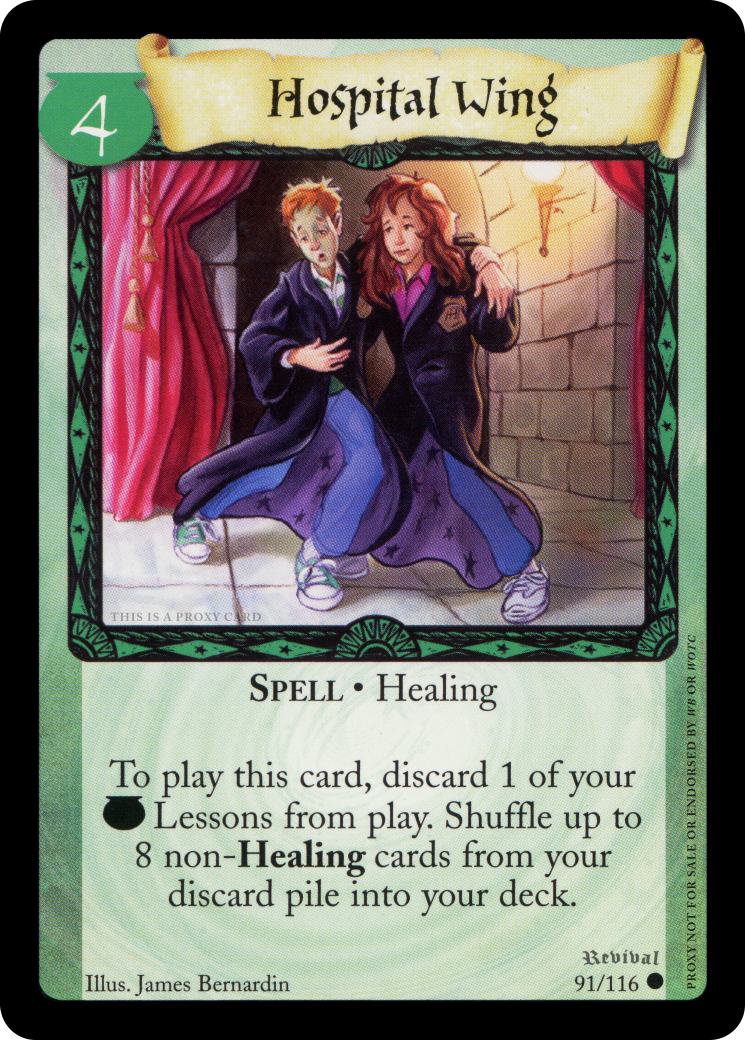 4
Hospital Wing
H
THIS IS A PROXY CARD
SPELL • Healing
To play this card, discard 1 of your
Lessons from play. Shuffle up to
8 non-Healing cards from your
discard pile into your deck.
Revival
Illus. James Bernardin
91/116
PROXY NOT FOR SALE OR ENDORSED BY WB OR WOTC